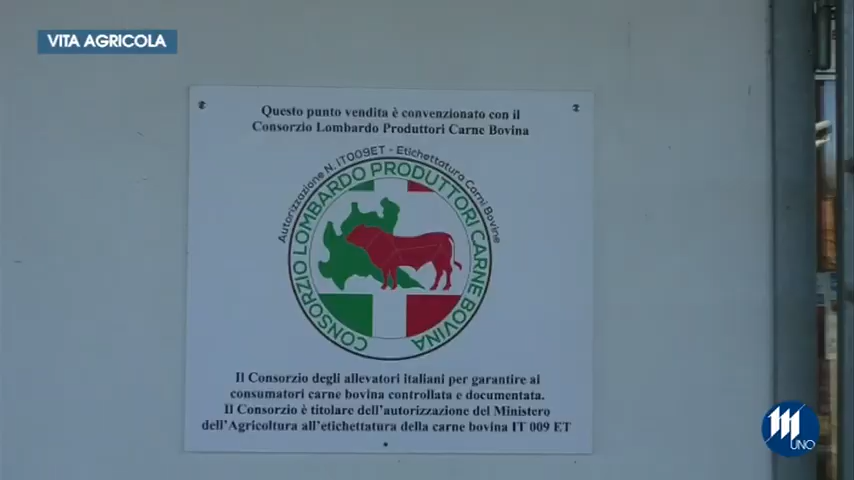 VITA AGRICOLA
Questo punto vendita è convenzionato con il
Consorzio Lombardo Produttori Carne Bovina
Autorizzazione N. IT009ET - Etichettatura Carni Bovine
CONSORZIO LOMBARDO PRODUTTORI CARNE BOVINA
Il Consorzio degli allevatori italiani per garantire ai
consumatori carne bovina controllata e documentata.
Il Consorzio è titolare dell'autorizzazione del Ministero
dell'Agricoltura all'etichettatura della carne bovina IT 009 ET
M
UNO